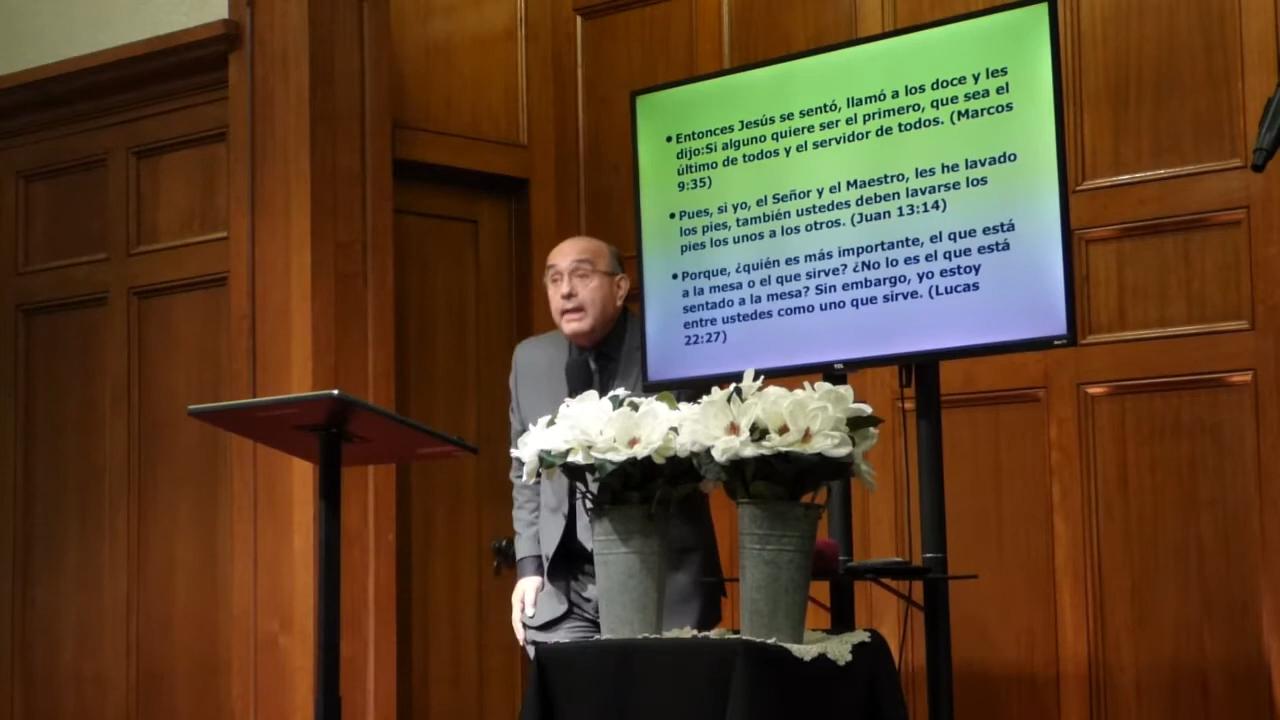 • Entonces Jesús se sentó, llamó a los doce y les
dijo:Si alguno quiere ser el primero, que sea el
último de todos y el servidor de todos. (Marcos
9:35)
• Pues, si yo, el Señor y el Maestro, les he lavado
los pies, también ustedes deben lavarse los
pies los unos a los otros. (Juan 13:14)
• Porque, ¿quién es más importante, el que está
a la mesa o el que sirve? ¿No lo es el que está
sentado a la mesa? Sin embargo, yo estoy
entre ustedes como uno que sirve. (Lucas
22:27)
TCL